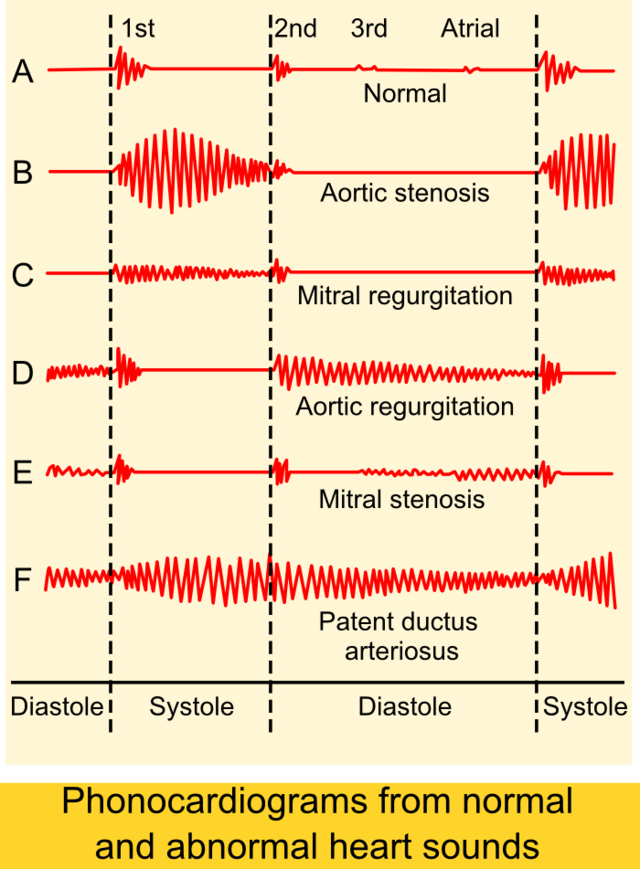 1st 2nd 3rd Atrial
A
Normal
B
Aortic stenosis
C
Mitral regurgitation
D
Aortic regurgitation
E
Mitral stenosis
F
Patent ductus
arteriosus
Diastole Systole Diastole Systole
Phonocardiograms from normal
and abnormal heart sounds